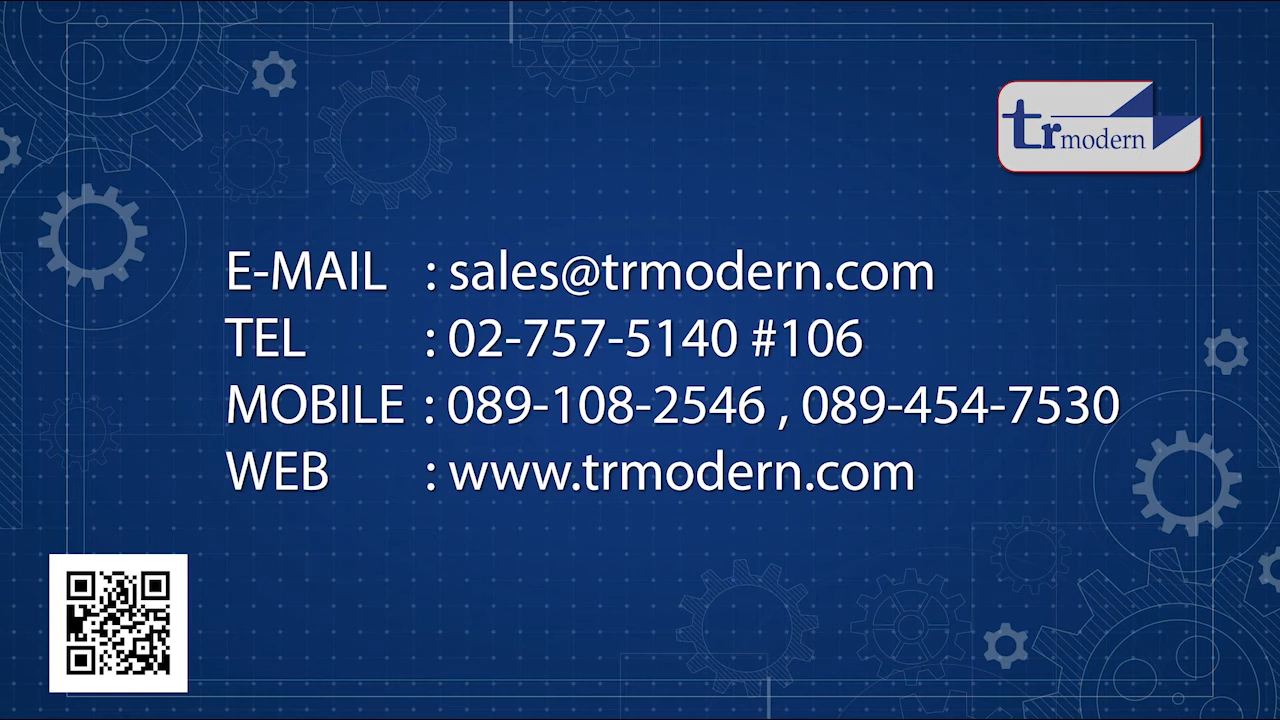 tr modern
E-MAIL : sales@trmodern.com
TEL : 02-757-5140 #106
MOBILE : 089-108-2546 , 089-454-7530
WEB : www.trmodern.com